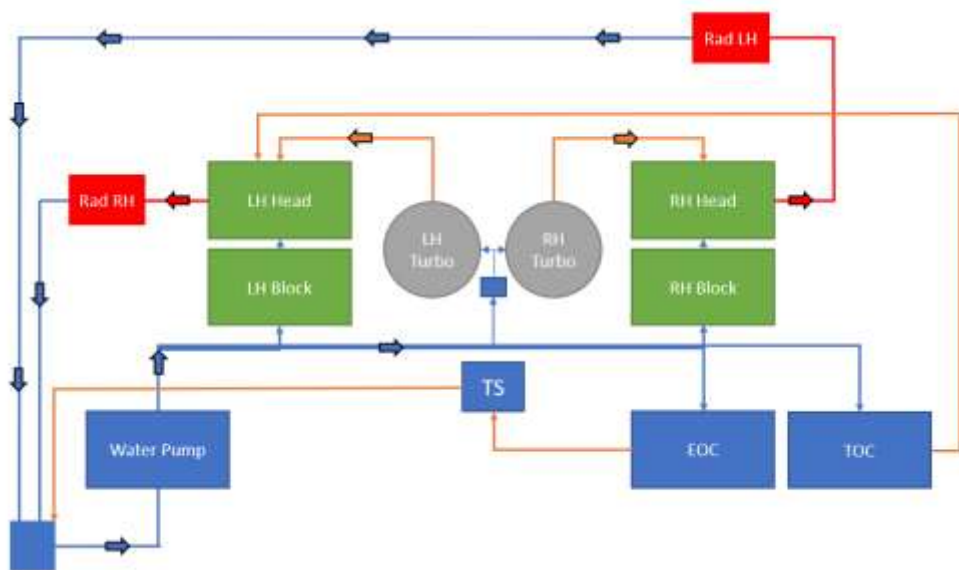 Rad LH
Rad RH
LH Head
RH Head
LH
Turbo
RH
Turbo
LH Block
RH Block
TS
Water Pump
EOC
TOC